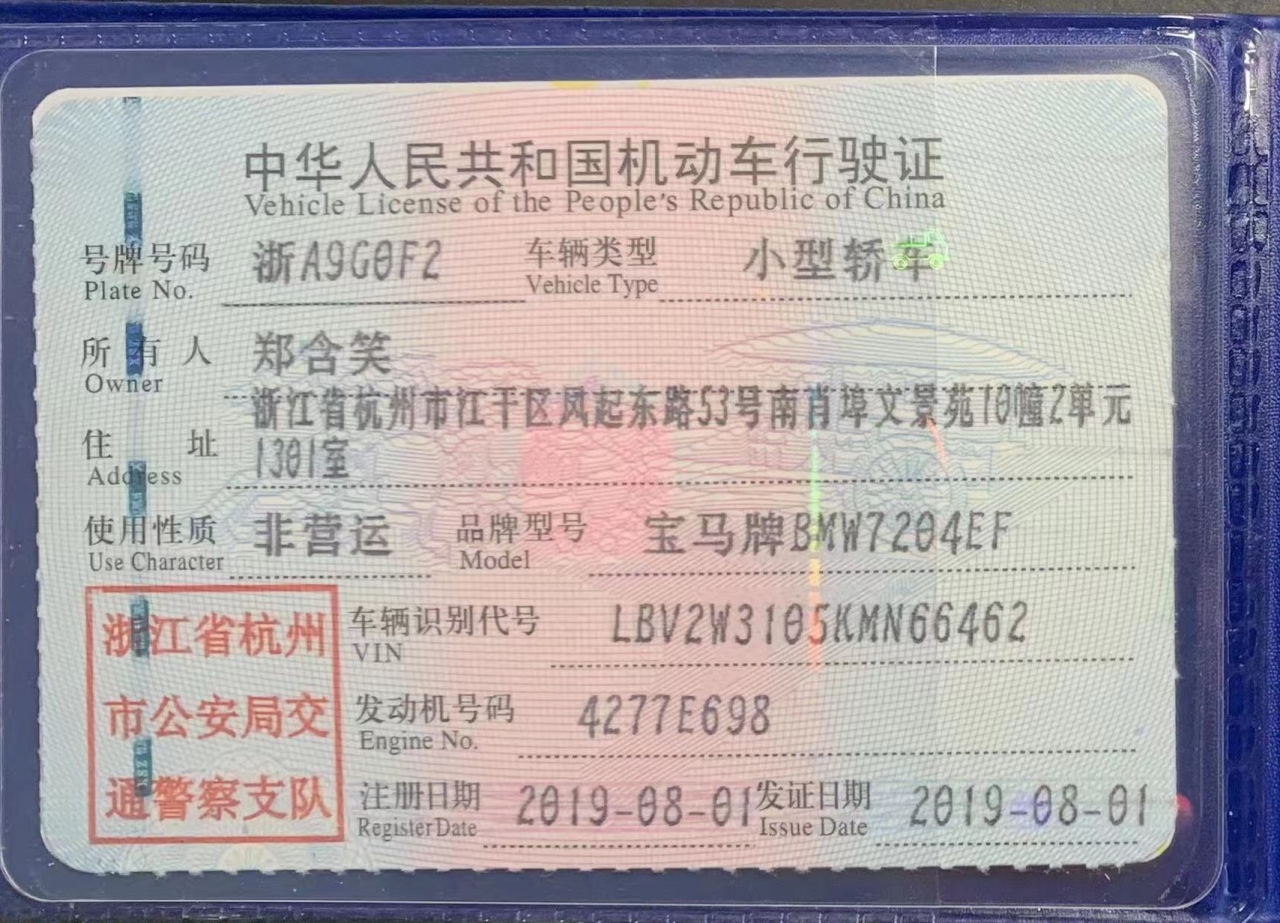 中华人民共和国机动车行驶证
Vehicle License of the People's Republic of China
号牌号码 浙A9G0F2 车辆类型 小型轿车
Plate No. Vehicle Type
所有人 郑含笑
Owner
浙江省杭州市江干区凤起东路53号南肖埠文景苑10幢2单元
住址 1301室
Address
使用性质 非营运 品牌型号 宝马牌BMW7204EF
Use Character Model
浙江省杭州 车辆识别代号 LBV2W3105KMN66462
VIN
市公安局交 发动机号码 4277E698
Engine No.
通警察支队 注册日期 2019-08-01 发证日期 2019-08-01
Register Date Issue Date